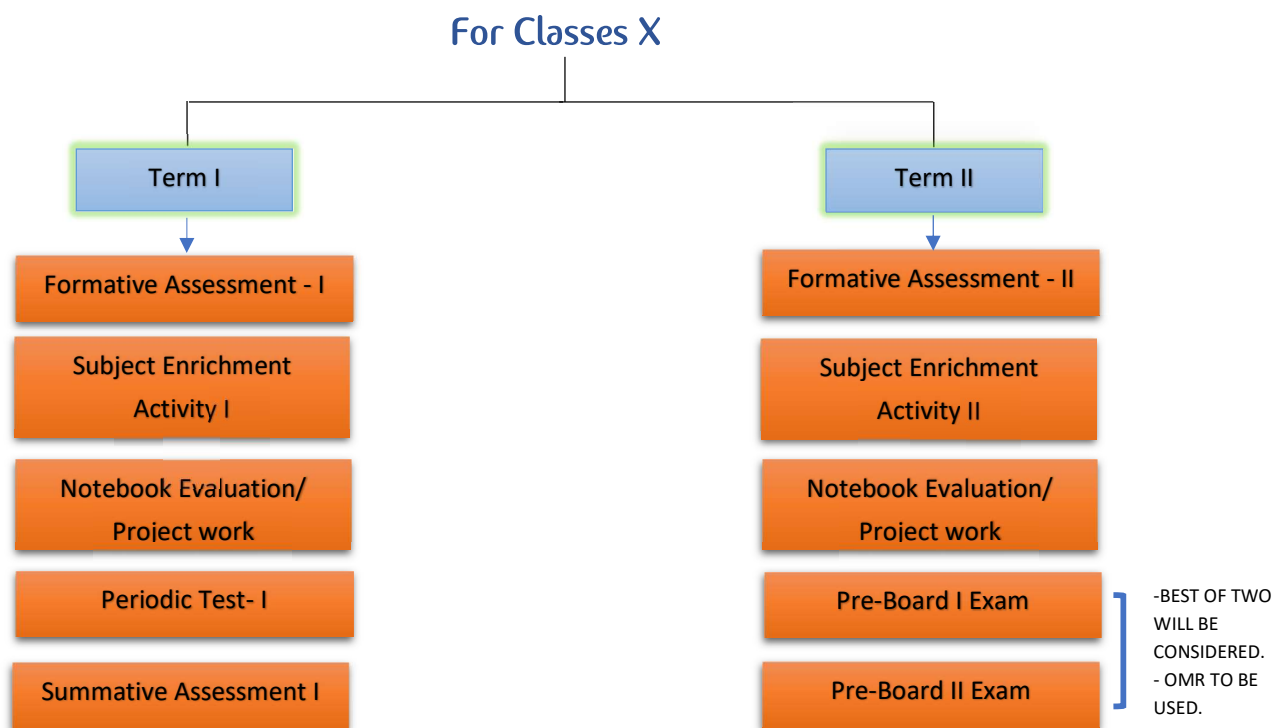 For Classes X
Term I
Formative Assessment - I
Subject Enrichment
Activity I
Notebook Evaluation/
Project work
Periodic Test- I
Summative Assessment I
Term II
Formative Assessment - II
Subject Enrichment
Activity II
Notebook Evaluation/
Project work
Pre-Board I Exam
Pre-Board II Exam
-BEST OF TWO
WILL BE
CONSIDERED.
- OMR TO BE
USED.